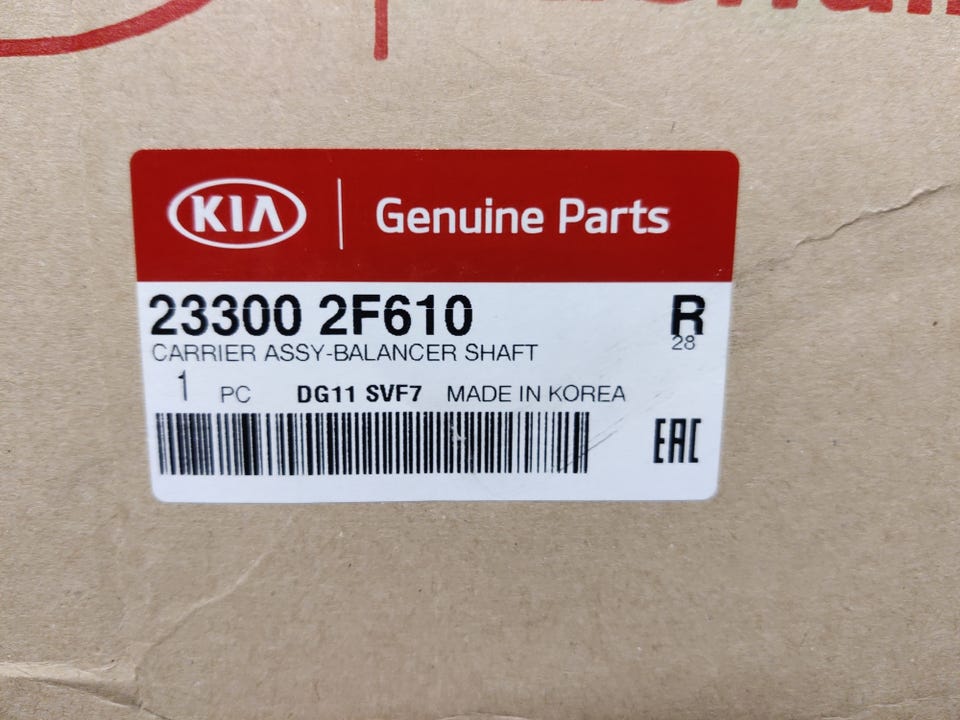 KIA Genuine Parts
23300 2F610 R
28
CARRIER ASSY-BALANCER SHAFT
1 PC DG11 SVF7 MADE IN KOREA
EAC